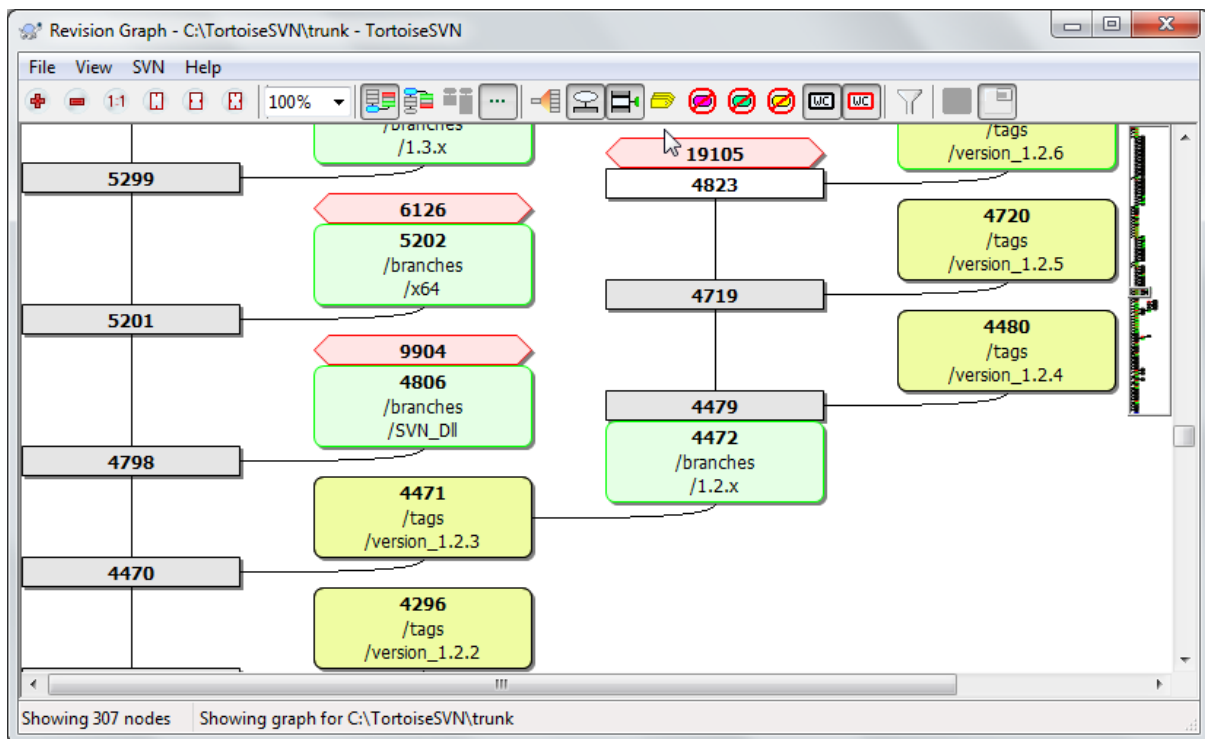 Revision Graph - C:\TortoiseSVN\trunk - TortoiseSVN
File View SVN Help
1:1 100% WC WC
/branches
/1.3.x
5299
6126
5202
/branches
/x64
5201
9904
4806
/branches
/SVN_Dll
4798
4471
/tags
/version_1.2.3
4470
4296
/tags
/version_1.2.2
19105
4823
4719
4479
4472
/branches
/1.2.x
/tags
/version_1.2.6
4720
/tags
/version_1.2.5
4480
/tags
/version_1.2.4
Showing 307 nodes Showing graph for C:\TortoiseSVN\trunk